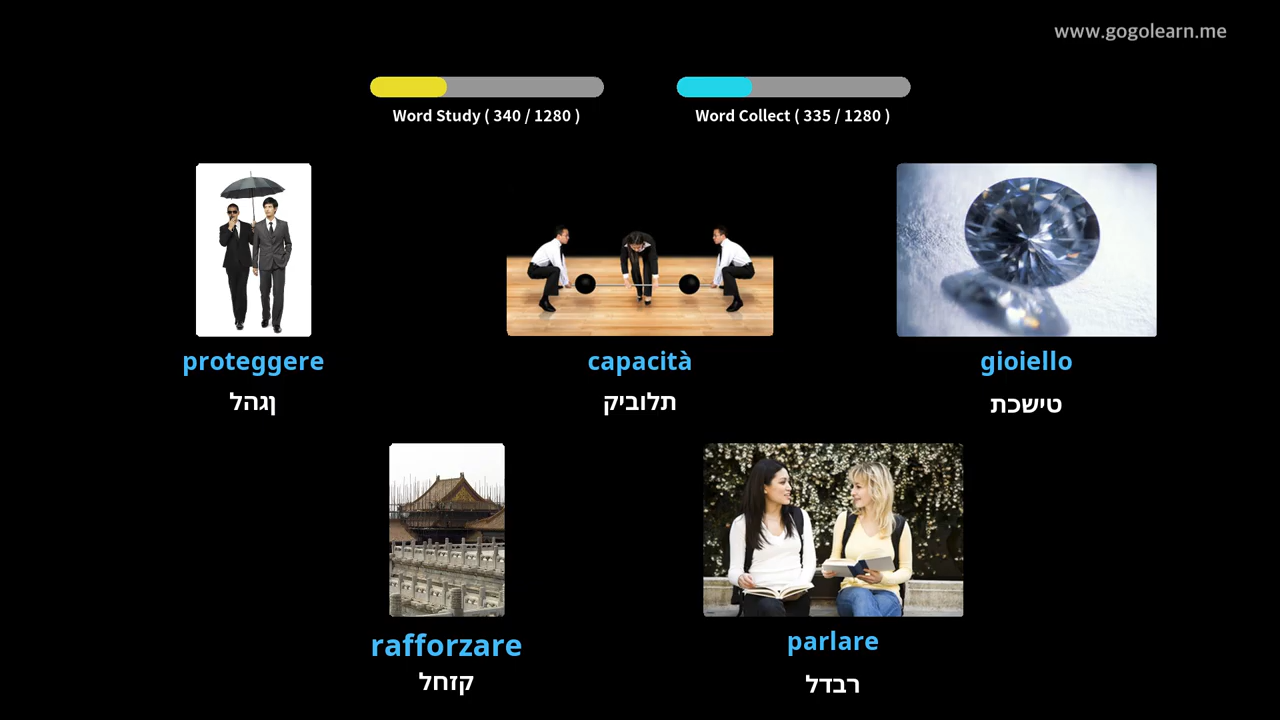 www.gogolearn.me
Word Study ( 340 / 1280 )
Word Collect ( 335 / 1280 )
proteggere
ןגהל
capacità
תלוביק
gioiello
טישכת
rafforzare
קזחל
parlare
רבדל